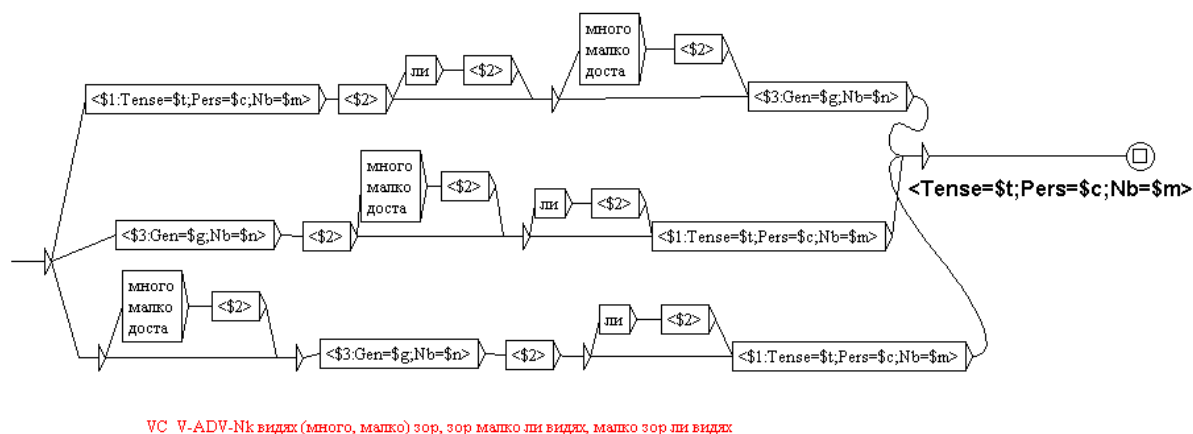 много
малко
доста
<$2>
ли
<$2>
<$1:Tense=$t;Pers=$c;Nb=$m>
<$2>
<$3:Gen=$g;Nb=$n>
<Tense=$t;Pers=$c;Nb=$m>
много
малко
доста
<$2>
ли
<$2>
<$3:Gen=$g;Nb=$n>
<$2>
<$1:Tense=$t;Pers=$c;Nb=$m>
много
малко
доста
<$2>
ли
<$2>
<$3:Gen=$g;Nb=$n>
<$2>
<$1:Tense=$t;Pers=$c;Nb=$m>
VC_V-ADV-Nk видях (много, малко) зор, зор малко ли видях, малко зор ли видях